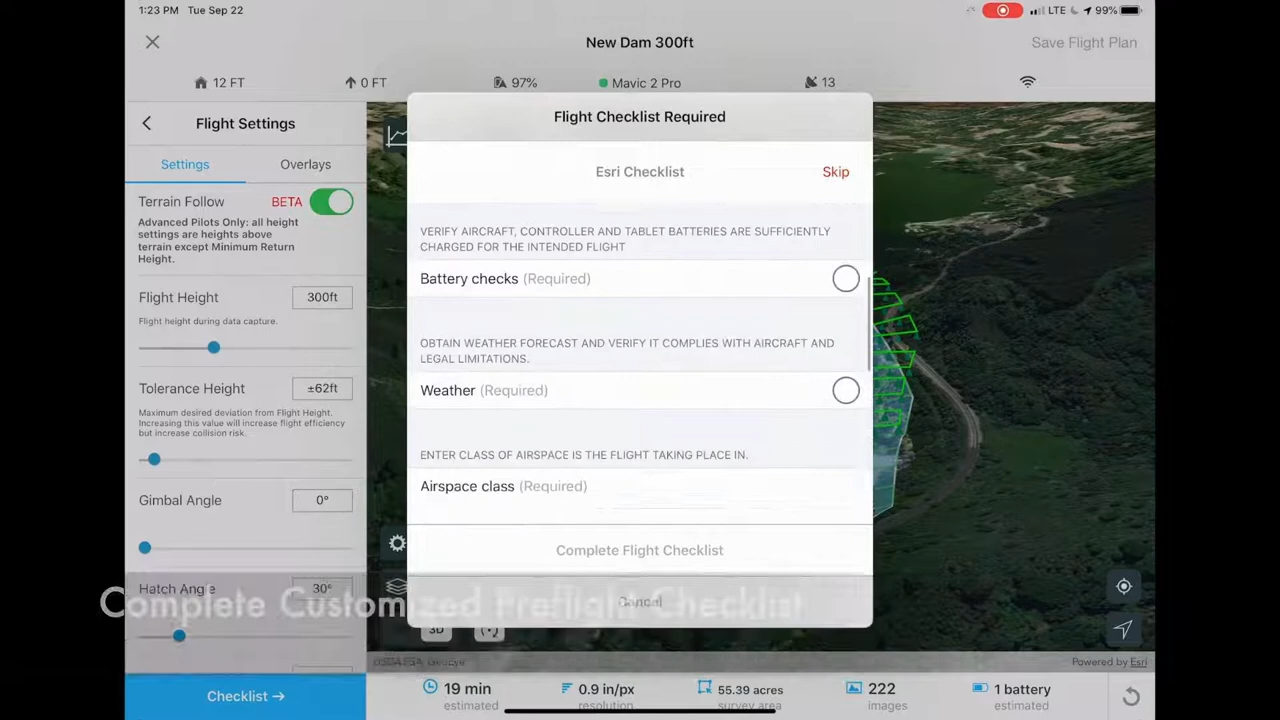 1:23 PM Tue Sep 22
LTE 99%
New Dam 300ft
Save Flight Plan
12 FT
0 FT
97%
Mavic 2 Pro
13
Flight Settings
Settings
Overlays
Terrain Follow BETA
Advanced Pilots Only: all height
settings are heights above
terrain except Minimum Return
Height.
Flight Height 300ft
Flight height during data capture.
Tolerance Height ±62ft
Maximum desired deviation from Flight Height.
Increasing this value will increase flight efficiency
but increase collision risk.
Gimbal Angle 0°
Hatch Angle 30°
Checklist →
Flight Checklist Required
Esri Checklist
Skip
VERIFY AIRCRAFT, CONTROLLER AND TABLET BATTERIES ARE SUFFICIENTLY
CHARGED FOR THE INTENDED FLIGHT
Battery checks (Required)
OBTAIN WEATHER FORECAST AND VERIFY IT COMPLIES WITH AIRCRAFT AND
LEGAL LIMITATIONS.
Weather (Required)
ENTER CLASS OF AIRSPACE IS THE FLIGHT TAKING PLACE IN.
Airspace class (Required)
Complete Flight Checklist
Cancel
Complete Customized Preflight Checklist
3D
Powered by Esri
19 min
estimated
0.9 in/px
resolution
55.39 acres
survey area
222
images
1 battery
estimated